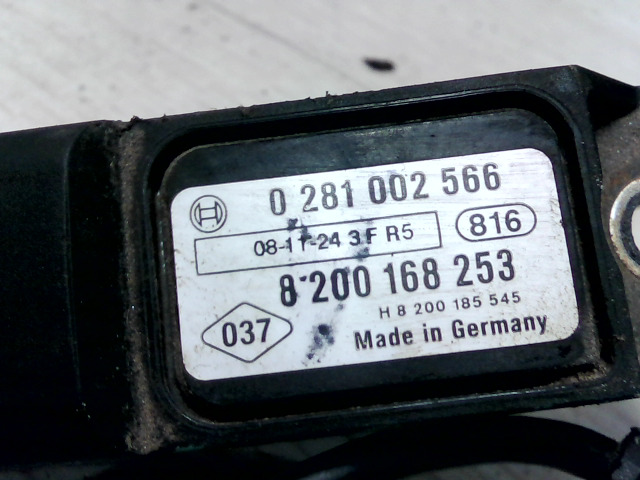 0 281 002 566
08-11-24 3 F R5
816
8 200 168 253
H 8 200 185 545
037
Made in Germany